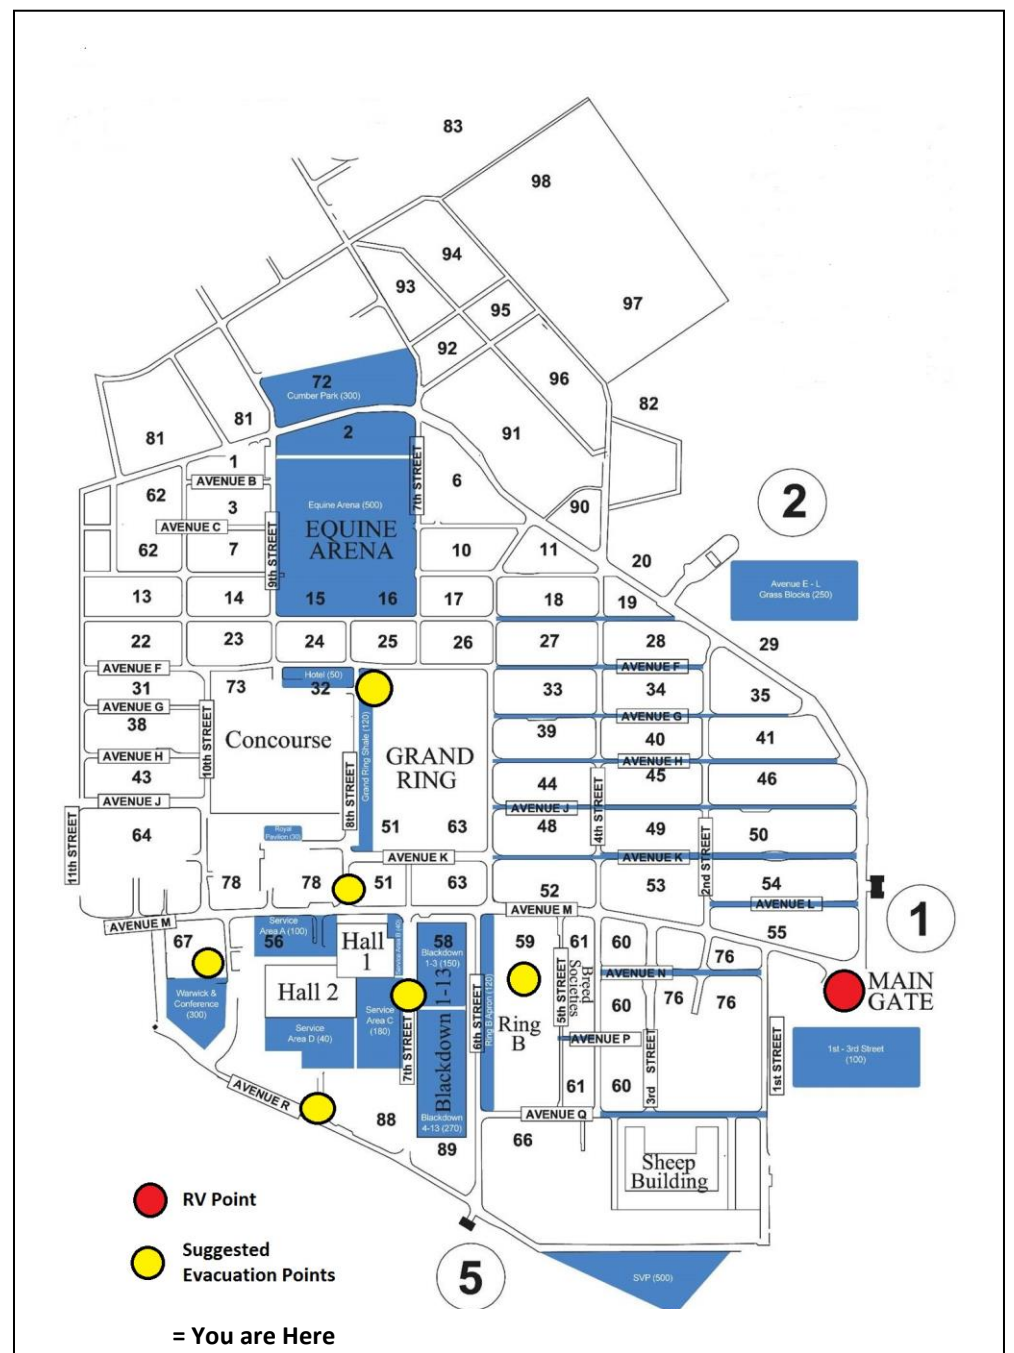 83
98
94
93
95
97
92
72
Cumber Park (300)
96
82
81
81
2
91
1
AVENUE B
7th STREET
6
62
3
Equine Arena (500)
90
2
AVENUE C
EQUINE
ARENA
62
7
9th STREET
10
11
20
Avenue E - L
Grass Blocks (250)
13
14
15
16
17
18
19
22
23
24
25
26
27
28
29
AVENUE F
AVENUE F
Hotel (50)
31
73
32
33
34
35
AVENUE G
AVENUE G
38
10th STREET
Concourse
8th STREET
Grand Ring Shale (120)
GRAND
RING
39
40
41
AVENUE H
AVENUE H
43
44
45
46
AVENUE J
AVENUE J
4th STREET
11th STREET
64
Royal
Pavilion (20)
51
63
48
49
50
AVENUE K
AVENUE K
2nd STREET
78
78
51
63
52
53
54
AVENUE L
AVENUE M
AVENUE M
55
1
67
Service
Area A (100)
56
Hall
1
Service Area B (40)
58
Blackdown
1-3 (150)
59
61
60
76
Breed
Societies
AVENUE N
MAIN
GATE
Warwick &
Conference
(300)
Hall 2
Service
Area C
(180)
Service
Area D (40)
7th STREET
Blackdown 1-13
6th STREET
Ring B Apron (120)
Ring
B
5th STREET
60
76
76
AVENUE P
3rd STREET
1st STREET
1st - 3rd Street
(100)
61
60
AVENUE R
88
Blackdown
4-13 (270)
AVENUE Q
89
66
Sheep
Building
RV Point
Suggested
Evacuation Points
5
SVP (500)
= You are Here